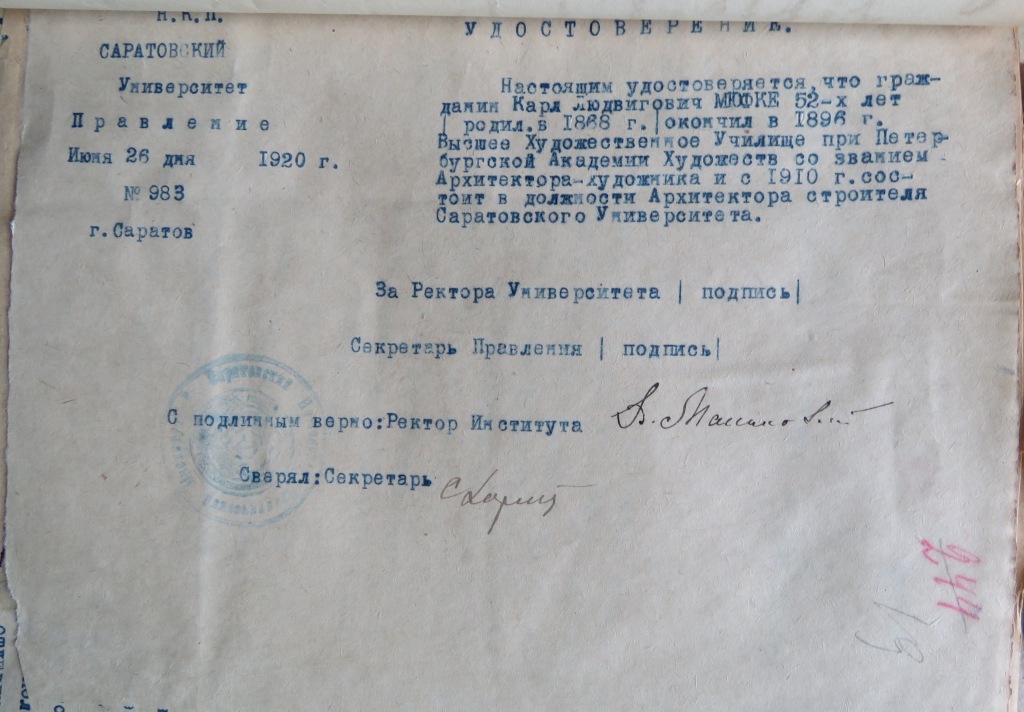 Н.К.П.
САРАТОВСКИЙ
Университет
Правление
Июня 26 дня 1920 г.
№ 983
г.Саратов
УДОСТОВЕРЕНИЕ.
Настоящим удостоверяется,что граж-
данин Карл Людвигович МЮФКЕ 52-х лет
| родил.в 1868 г.|окончил в 1896 г.
Высшее Художественное Училище при Петер-
бургской Академии Художеств со званием
Архитектора-художника и с 1910 г.сос-
тоит в должности Архитектора строителя
Саратовского Университета.
За Ректора Университета | подпись|
Секретарь Правления | подпись|
С подлинным верно:Ректор Института
Сверял:Секретарь
Саратовский
244
51